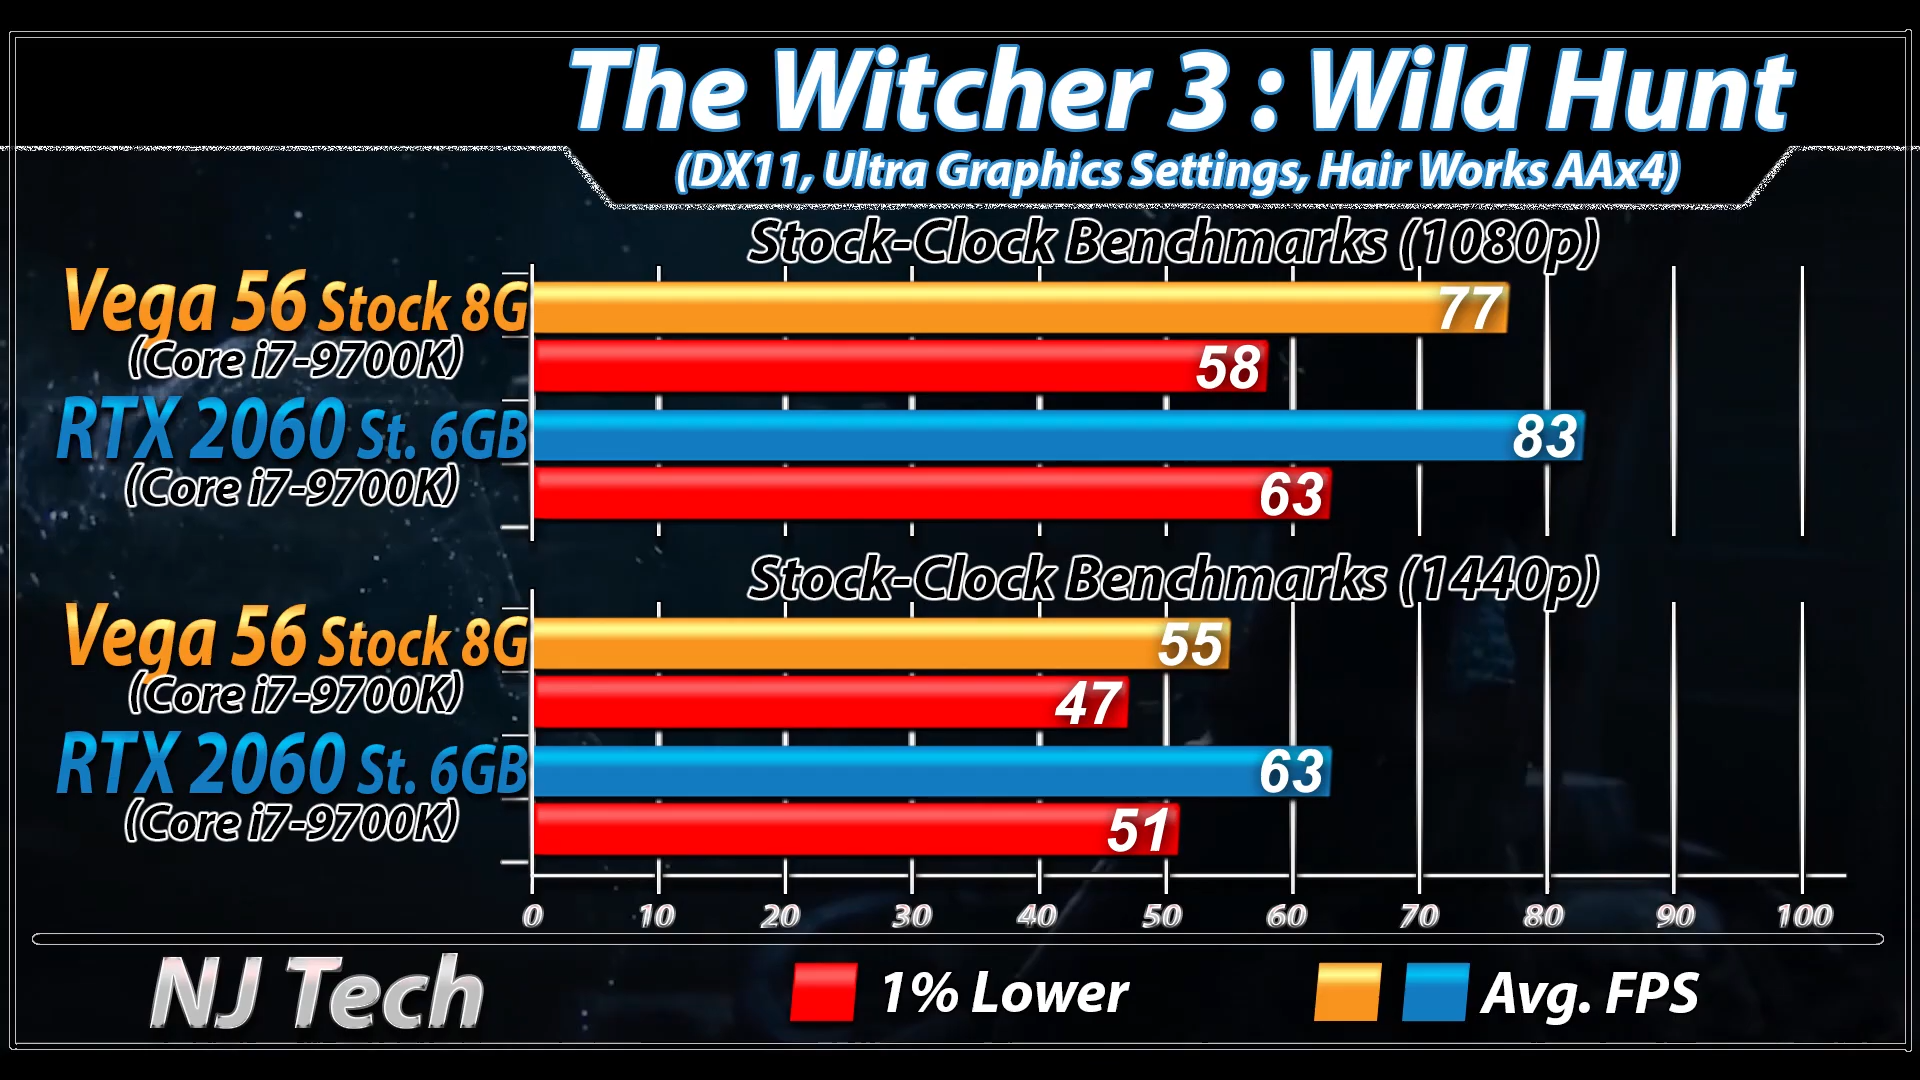 The Witcher 3 : Wild Hunt
(DX11, Ultra Graphics Settings, Hair Works AAx4)
Stock-Clock Benchmarks (1080p)
Vega 56 Stock 8G
77
(Core i7-9700K)
58
RTX 2060 St. 6GB
83
(Core i7-9700K)
63
Stock-Clock Benchmarks (1440p)
Vega 56 Stock 8G
55
(Core i7-9700K)
47
RTX 2060 St. 6GB
63
(Core i7-9700K)
51
0 10 20 30 40 50 60 70 80 90 100
NJ Tech
1% Lower
Avg. FPS